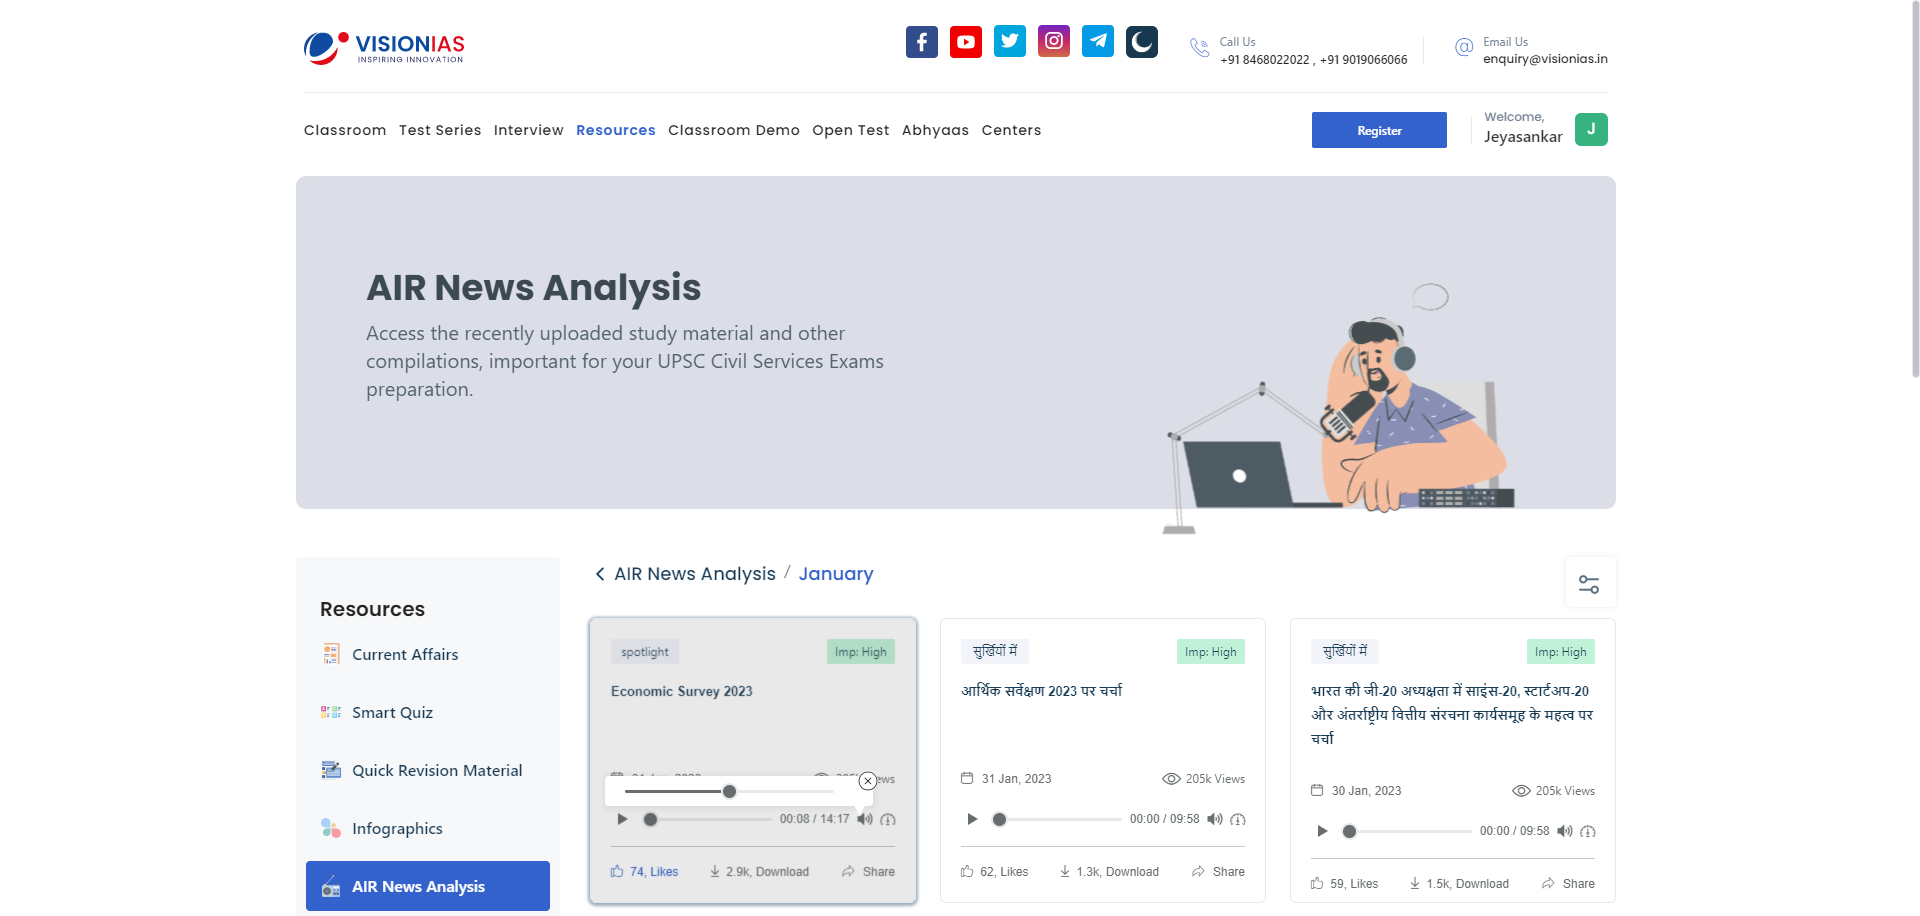 VISIONIAS
INSPIRING INNOVATION
Call Us
+91 8468022022 , +91 9019066066
Email Us
enquiry@visionias.in
Classroom Test Series Interview Resources Classroom Demo Open Test Abhyaas Centers
Register
Welcome,
Jeyasankar
J
AIR News Analysis
Access the recently uploaded study material and other
compilations, important for your UPSC Civil Services Exams
preparation.
Resources
Current Affairs
Smart Quiz
Quick Revision Material
Infographics
AIR News Analysis
AIR News Analysis / January
spotlight
Imp: High
Economic Survey 2023
00:08 / 14:17
74, Likes
2.9k, Download
Share
सुर्खियों में
Imp: High
आर्थिक सर्वेक्षण 2023 पर चर्चा
31 Jan, 2023
205k Views
00:00 / 09:58
62, Likes
1.3k, Download
Share
सुर्खियों में
Imp: High
भारत की जी-20 अध्यक्षता में साइंस-20, स्टार्टअप-20
और अंतर्राष्ट्रीय वित्तीय संरचना कार्यसमूह के महत्व पर
चर्चा
30 Jan, 2023
205k Views
00:00 / 09:58
59, Likes
1.5k, Download
Share